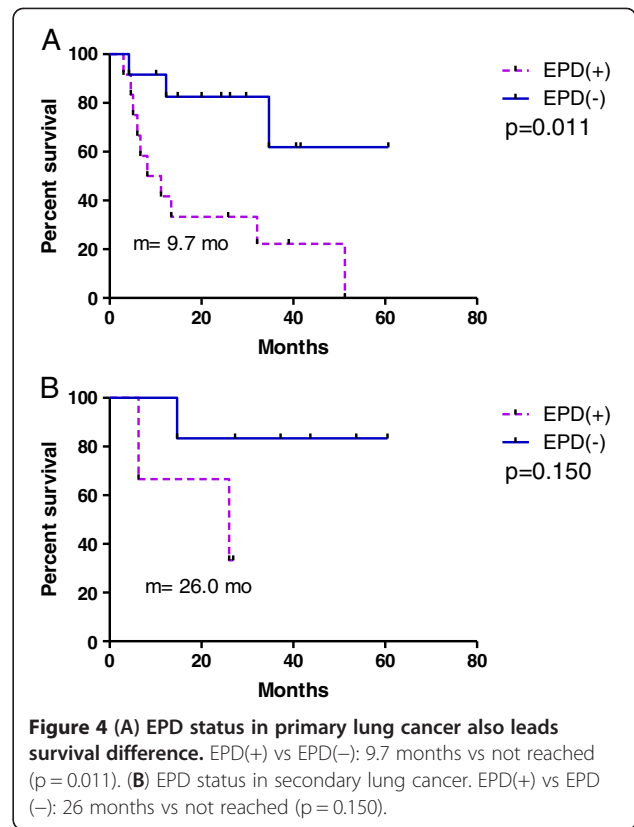 A
100
80
60
40
20
0
Percent survival
m= 9.7 mo
EPD(+)
EPD(-)
p=0.011
0 20 40 60 80
Months
B
100
80
60
40
20
0
Percent survival
m= 26.0 mo
EPD(+)
EPD(-)
p=0.150
0 20 40 60 80
Months
Figure 4 (A) EPD status in primary lung cancer also leads
survival difference. EPD(+) vs EPD(−): 9.7 months vs not reached
(p = 0.011). (B) EPD status in secondary lung cancer. EPD(+) vs EPD
(−): 26 months vs not reached (p = 0.150).